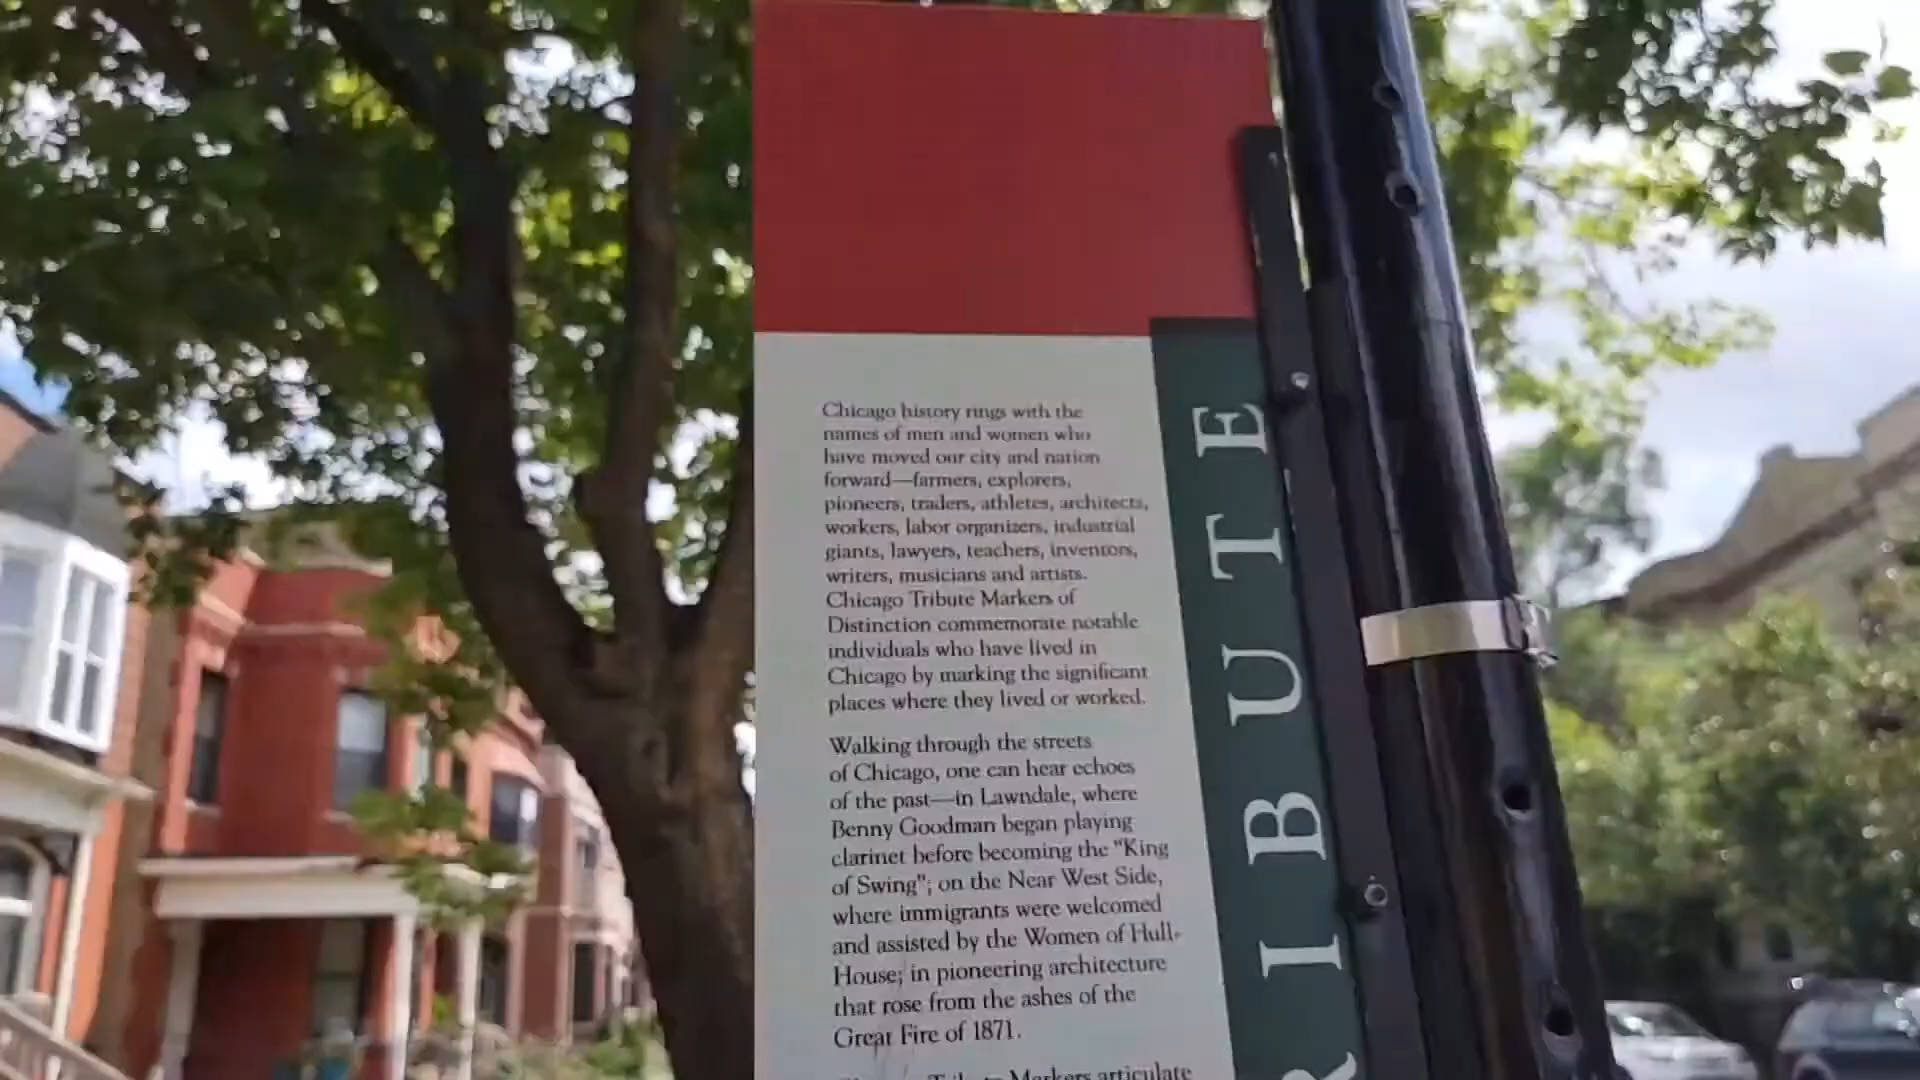 Chicago history rings with the
names of men and women who
have moved our city and nation
forward—farmers, explorers,
pioneers, traders, athletes, architects,
workers, labor organizers, industrial
giants, lawyers, teachers, inventors,
writers, musicians and artists.
Chicago Tribute Markers of
Distinction commemorate notable
individuals who have lived in
Chicago by marking the significant
places where they lived or worked.
Walking through the streets
of Chicago, one can hear echoes
of the past—in Lawndale, where
Benny Goodman began playing
clarinet before becoming the "King
of Swing"; on the Near West Side,
where immigrants were welcomed
and assisted by the Women of Hull-
House; in pioneering architecture
that rose from the ashes of the
Great Fire of 1871.
Tribute Markers articulate
RIBUTE